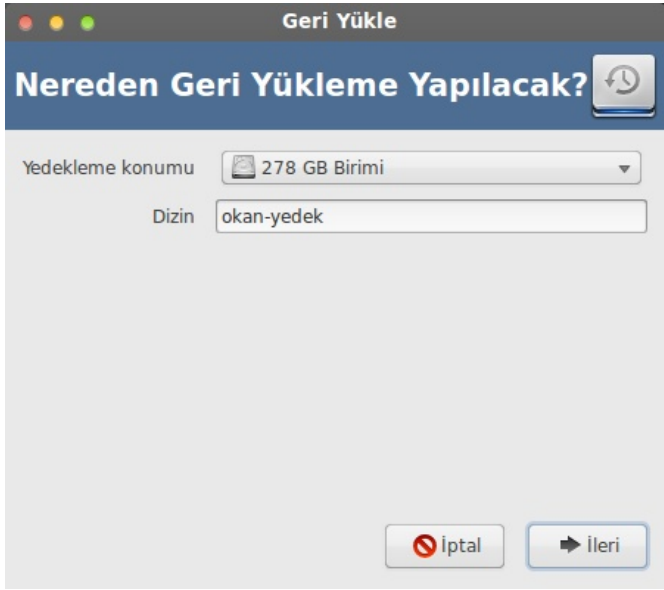 Geri Yükle
Nereden Geri Yükleme Yapılacak?
Yedekleme konumu 278 GB Birimi
Dizin okan-yedek
İptal İleri